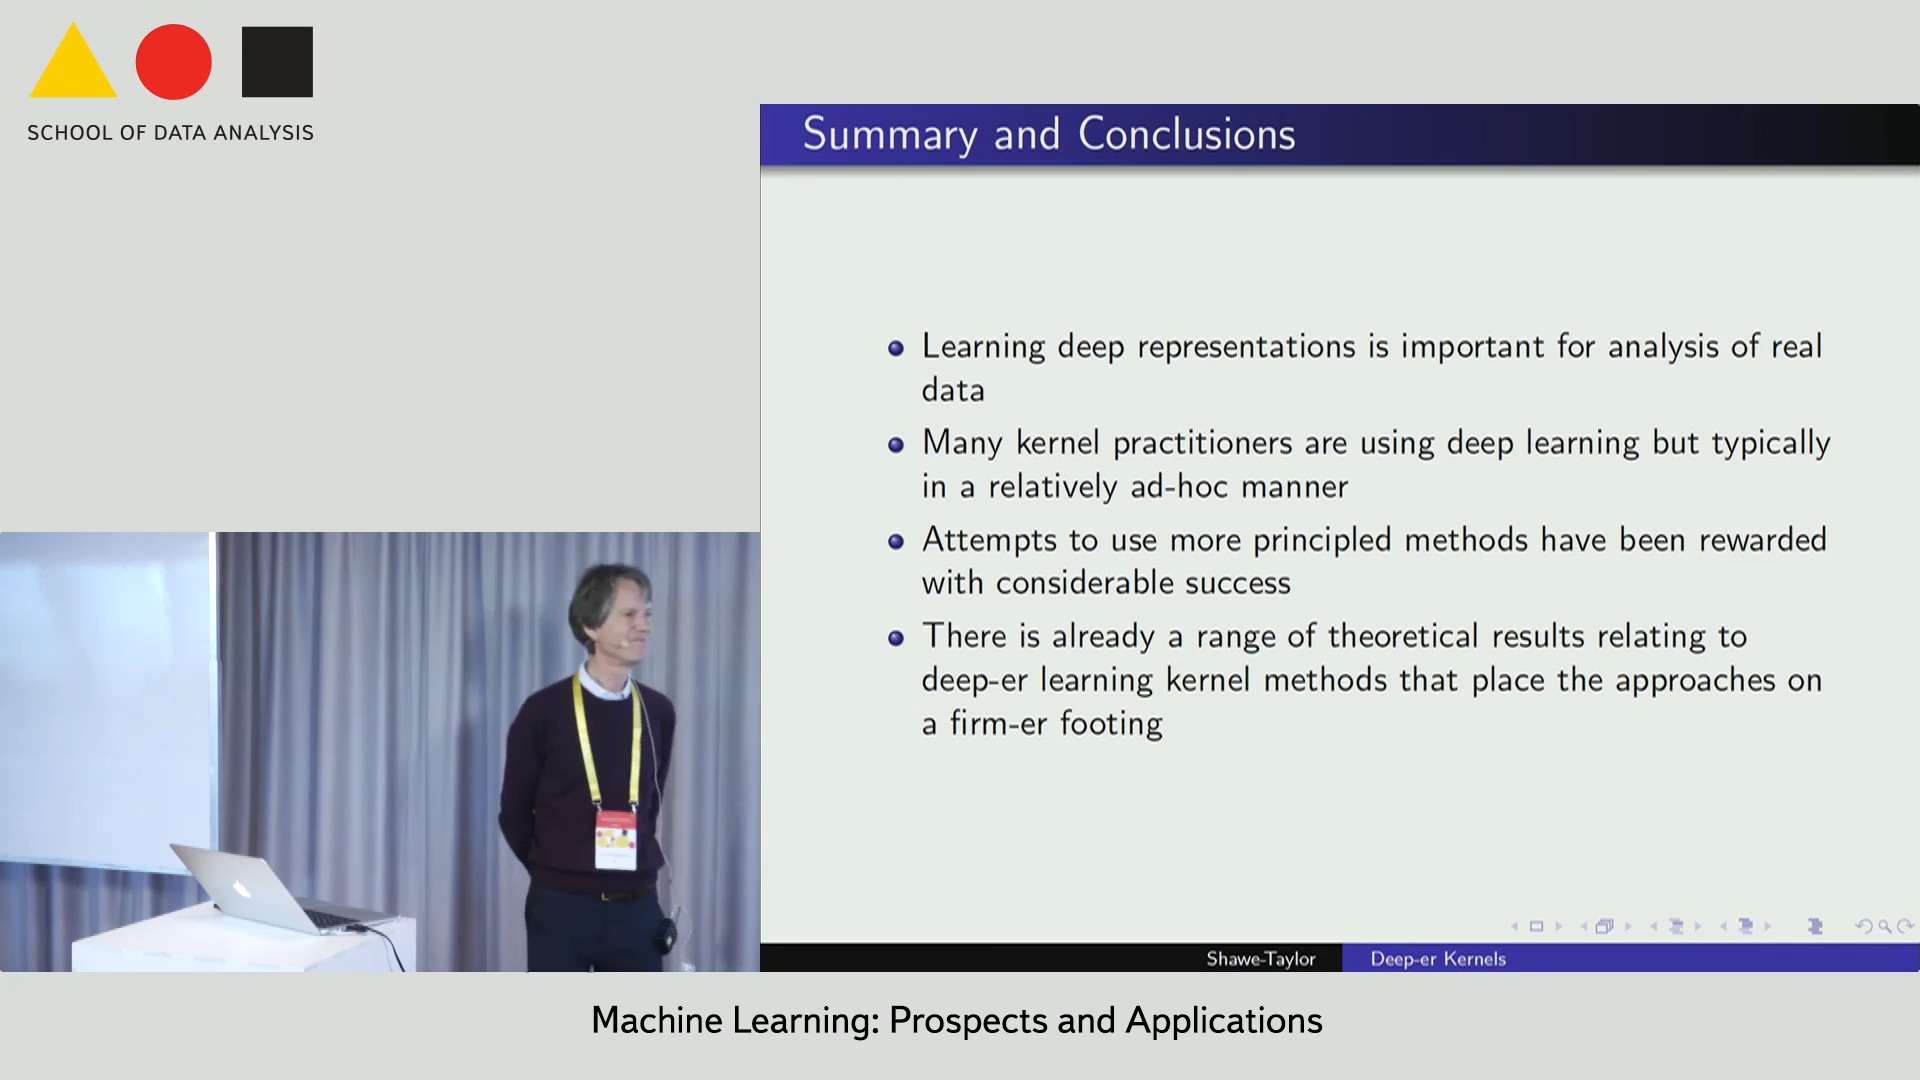 SCHOOL OF DATA ANALYSIS
Summary and Conclusions
Learning deep representations is important for analysis of real
data
Many kernel practitioners are using deep learning but typically
in a relatively ad-hoc manner
Attempts to use more principled methods have been rewarded
with considerable success
There is already a range of theoretical results relating to
deep-er learning kernel methods that place the approaches on
a firm-er footing
Shawe-Taylor
Deep-er Kernels
Machine Learning: Prospects and Applications